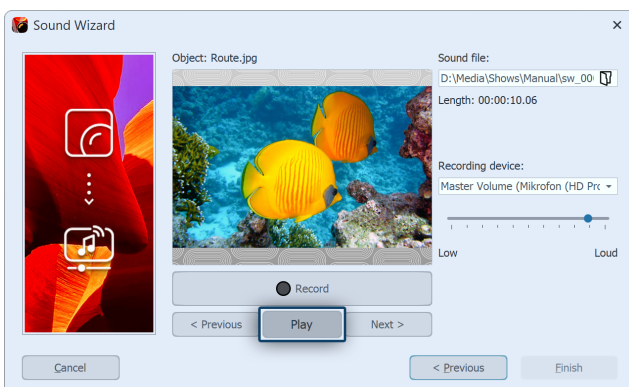 Sound Wizard
Object: Route.jpg
Sound file:
D:\Media\Shows\Manual\sw_00
Length: 00:00:10.06
Recording device:
Master Volume (Mikrofon (HD Prc
Low Loud
Record
< Previous Play Next >
Cancel
< Previous Finish